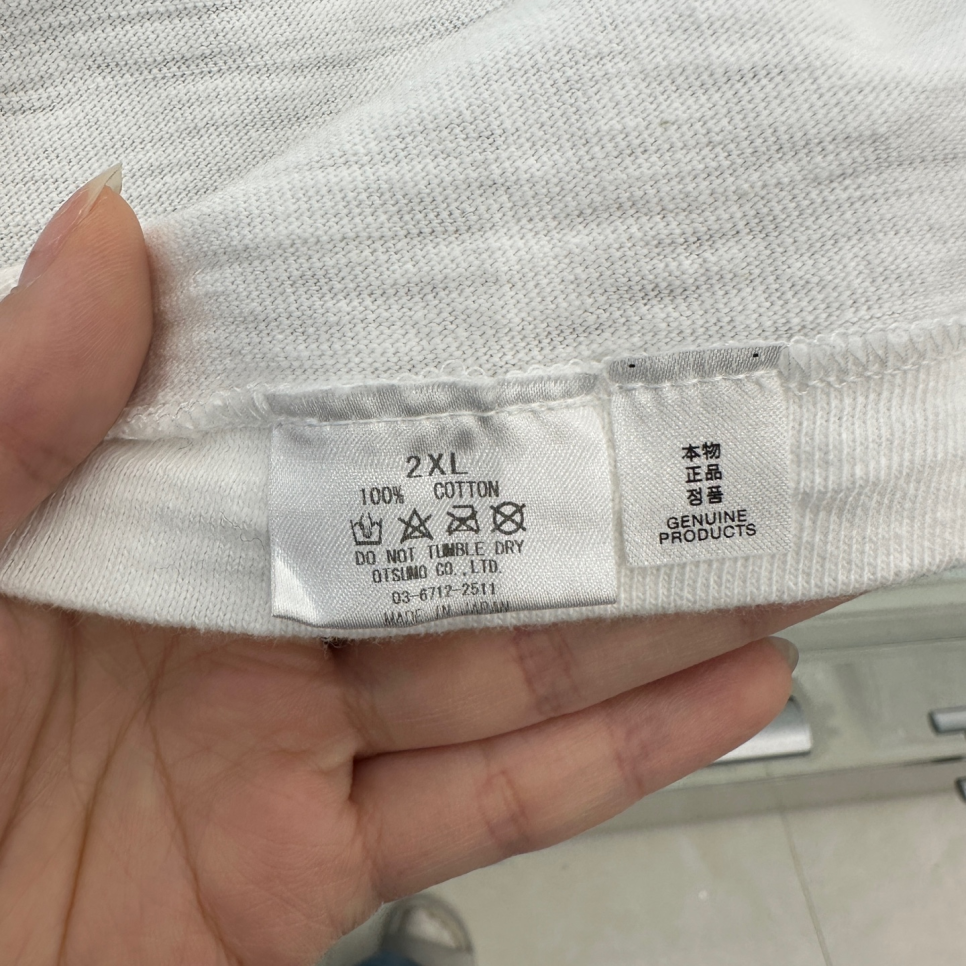 2XL
100% COTTON
DO NOT TUMBLE DRY
OTSUMO CO.,LTD.
03-6712-2511
MADE IN JAPAN
本物
正品
정품
GENUINE
PRODUCTS